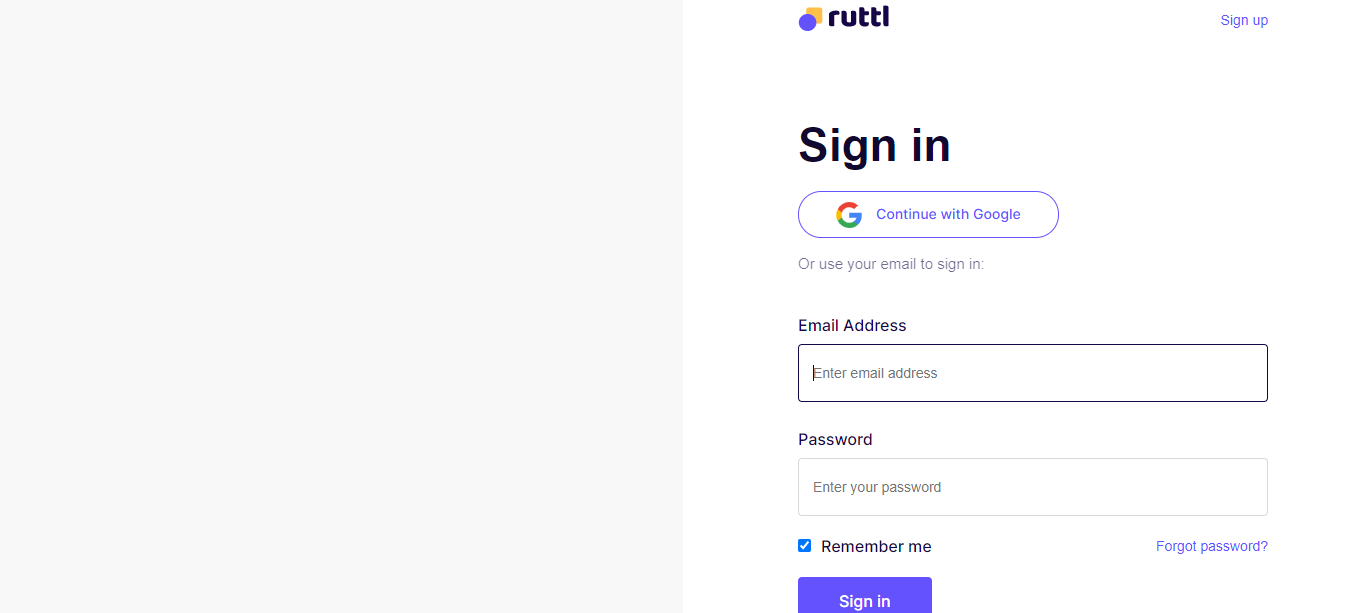 ruttl
Sign up
Sign in
Continue with Google
Or use your email to sign in:
Email Address
Enter email address
Password
Enter your password
Remember me
Forgot password?
Sign in